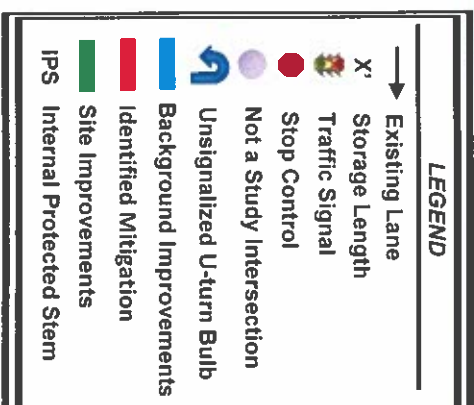 LEGEND
Existing Lane
X' Storage Length
Traffic Signal
Stop Control
Not a Study Intersection
Unsignalized U-turn Bulb
Background Improvements
Identified Mitigation
Site Improvements
IPS Internal Protected Stem